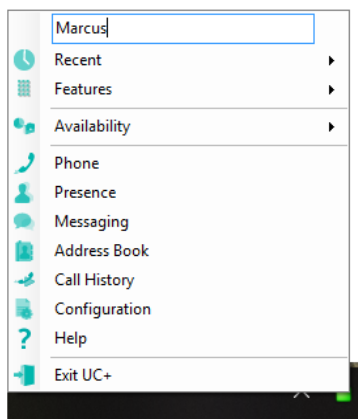 Marcus
Recent
Features
Availability
Phone
Presence
Messaging
Address Book
Call History
Configuration
Help
Exit UC+